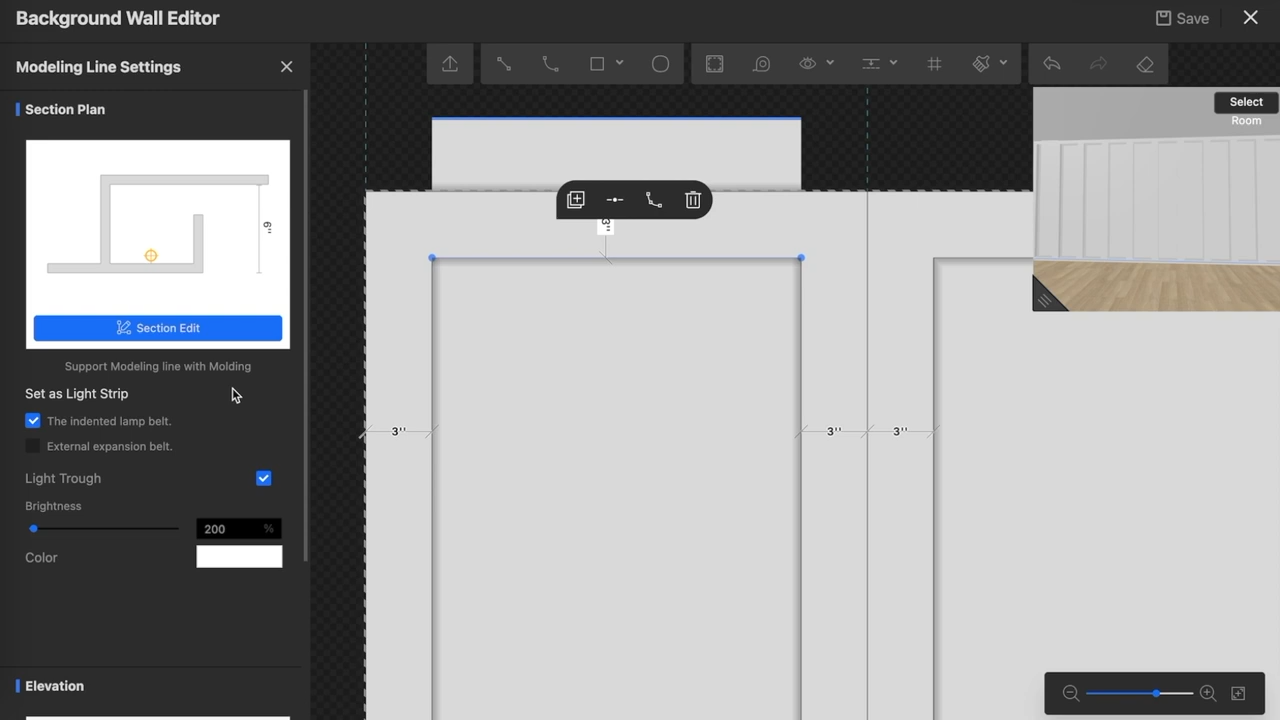 Background Wall Editor
Save
Modeling Line Settings
Section Plan
6''
Section Edit
Support Modeling line with Molding
Set as Light Strip
The indented lamp belt.
External expansion belt.
Light Trough
Brightness
200 %
Color
Elevation
3''
3''
3''
3''
Select
Room